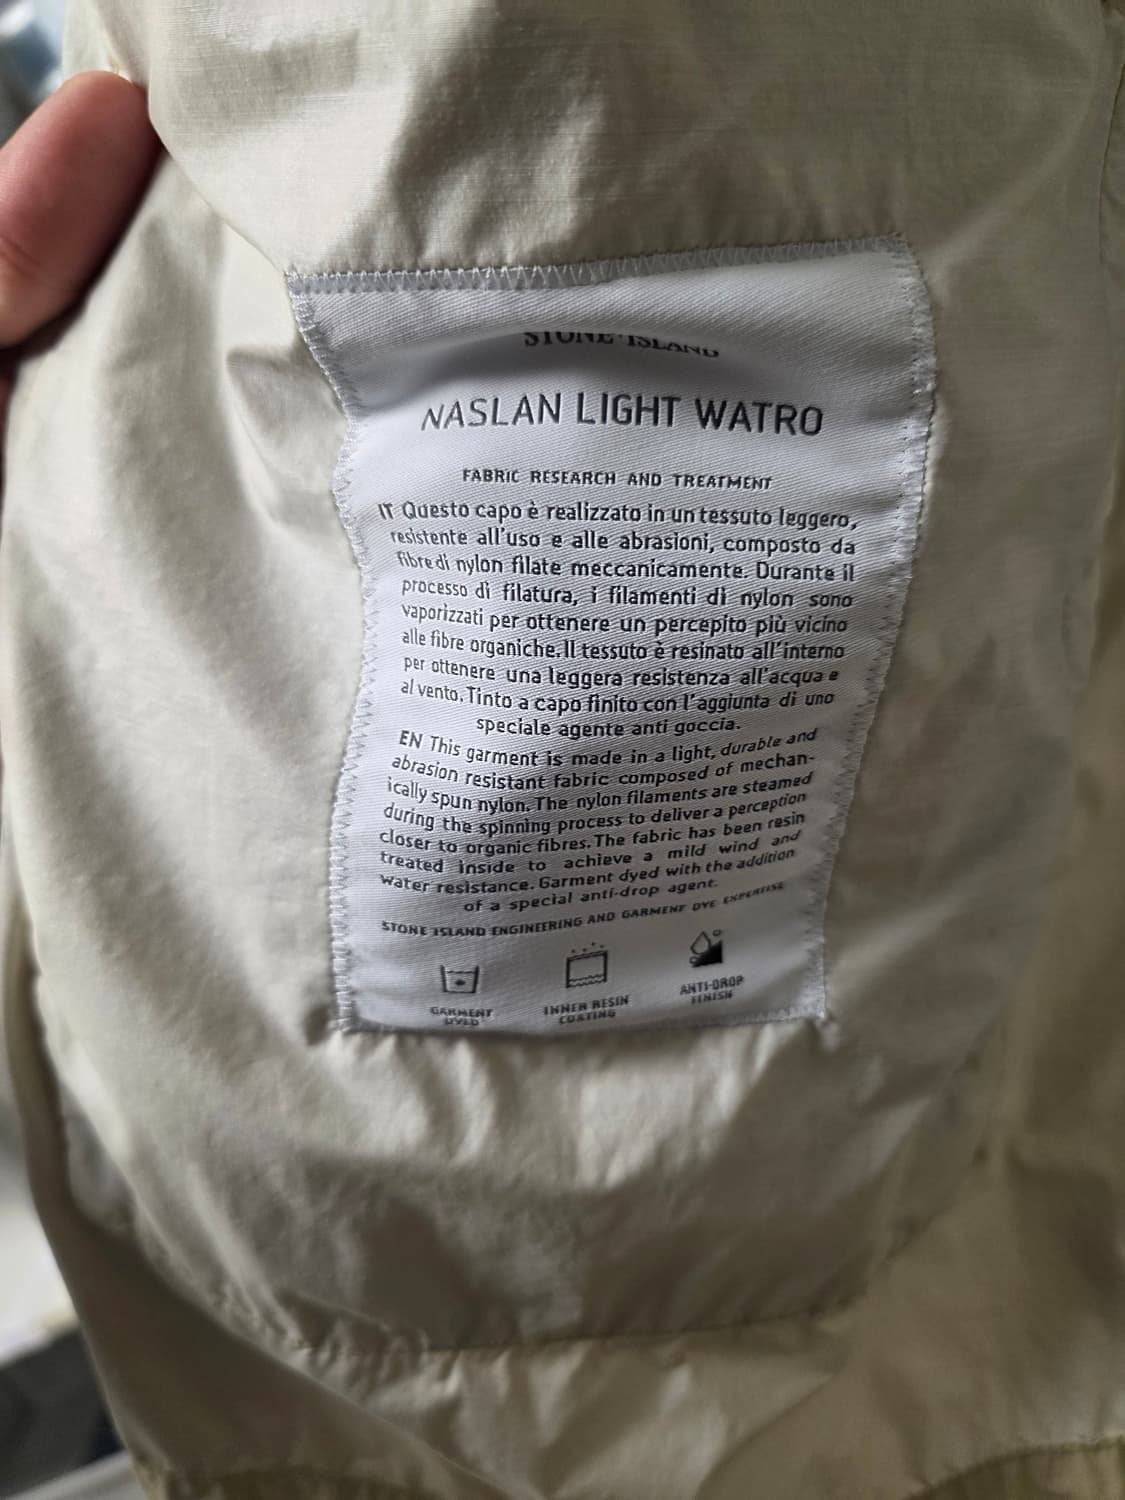 STONE ISLAND
NASLAN LIGHT WATRO
FABRIC RESEARCH AND TREATMENT
IT Questo capo è realizzato in un tessuto leggero,
resistente all'uso e alle abrasioni, composto da
fibre di nylon filate meccanicamente. Durante il
processo di filatura, i filamenti di nylon sono
vaporizzati per ottenere un percepito più vicino
alle fibre organiche. Il tessuto è resinato all'interno
per ottenere una leggera resistenza all'acqua e
al vento. Tinto a capo finito con l'aggiunta di uno
speciale agente anti goccia.
EN This garment is made in a light, durable and
abrasion resistant fabric composed of mechan-
ically spun nylon. The nylon filaments are steamed
during the spinning process to deliver a perception
closer to organic fibres. The fabric has been resin
treated inside to achieve a mild wind and
water resistance. Garment dyed with the addition
of a special anti-drop agent.
STONE ISLAND ENGINEERING AND GARMENT DYE EXPERTISE
GARMENT
DYED
INNER RESIN
COATING
ANTI-DROP
FINISH